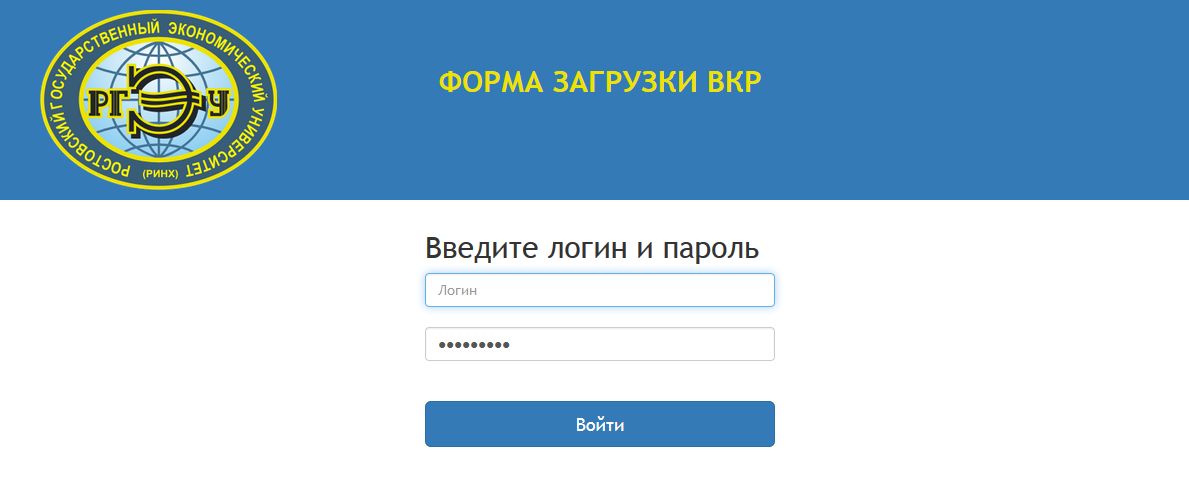 РОСТОВСКИЙ ГОСУДАРСТВЕННЫЙ ЭКОНОМИЧЕСКИЙ УНИВЕРСИТЕТ
(РИНХ)
РГЭУ
ФОРМА ЗАГРУЗКИ ВКР
Введите логин и пароль
Логин
•••••••••
Войти